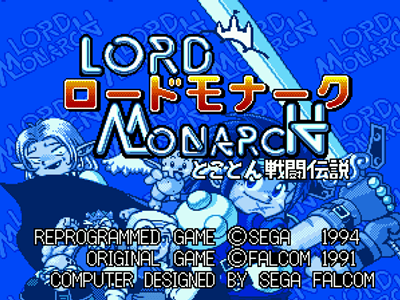 LORD
ロードモナーク
MONARCH
とことん戦闘伝説
REPROGRAMMED GAME ©SEGA 1994
ORIGINAL GAME ©FALCOM 1991
COMPUTER DESIGNED BY SEGA FALCOM